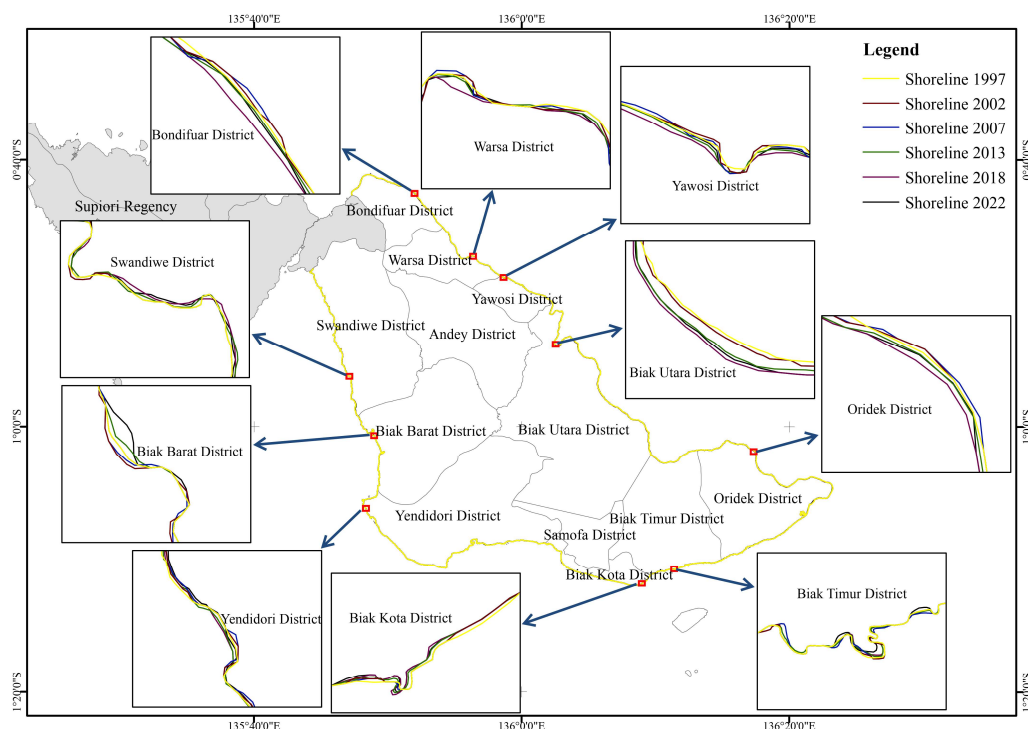 135°40'0"E
136°0'0"E
136°20'0"E
Legend
Shoreline 1997
Shoreline 2002
Shoreline 2007
Shoreline 2013
Shoreline 2018
Shoreline 2022
Bondifuar District
Warsa District
Yawosi District
0°40'0"S
0°40'0"S
Supiori Regency
Bondifuar District
Swandiwe District
Warsa District
Yawosi District
Swandiwe District
Andey District
Biak Utara District
Oridek District
1°0'0"S
1°0'0"S
Biak Barat District
Biak Barat District
Biak Utara District
Oridek District
Yendidori District
Biak Timur District
Samofa District
Biak Kota District
Biak Timur District
Yendidori District
Biak Kota District
1°20'0"S
1°20'0"S
135°40'0"E
136°0'0"E
136°20'0"E